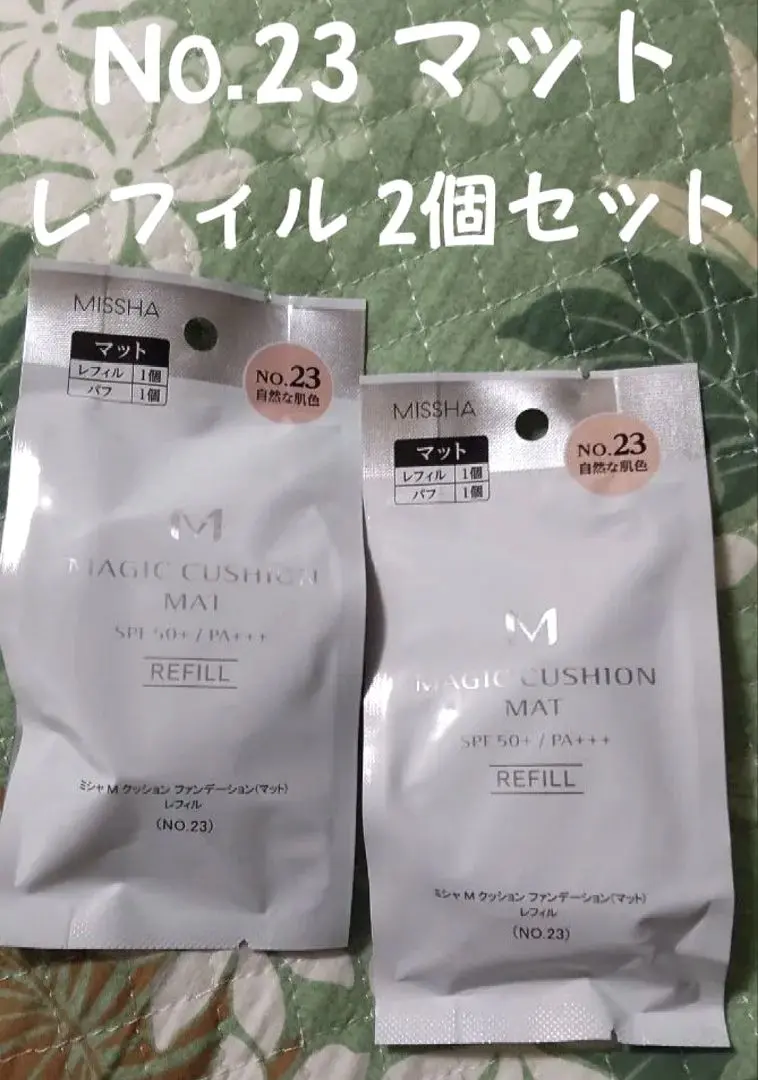 No.23 マット
レフィル 2個セット
MISSHA
マット
レフィル 1個
パフ 1個
NO.23
自然な肌色
M
MAGIC CUSHION
MAT
SPF 50+ / PA+++
REFILL
ミシャ M クッション ファンデーション(マット)
レフィル
(NO.23)
MISSHA
マット
レフィル 1個
パフ 1個
NO.23
自然な肌色
M
MAGIC CUSHION
MAT
SPF 50+ / PA+++
REFILL
ミシャ M クッション ファンデーション(マット)
レフィル
(NO.23)